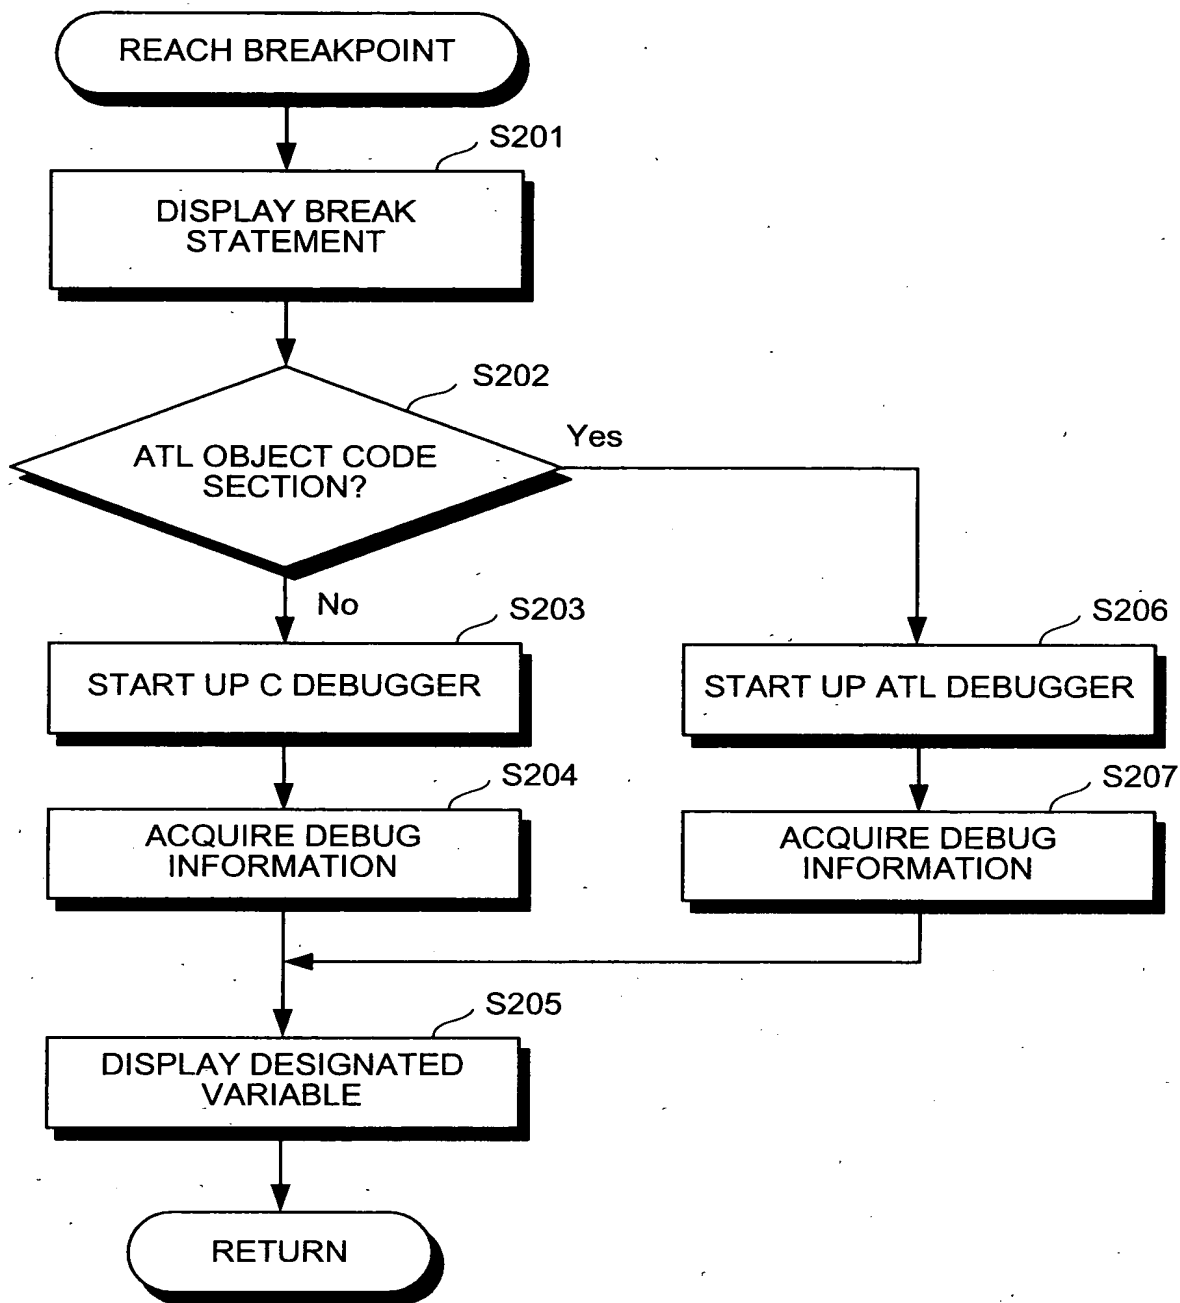 REACH BREAKPOINT
S201
DISPLAY BREAK
STATEMENT
S202
ATL OBJECT CODE
SECTION?
Yes
No
S203
START UP C DEBUGGER
S206
START UP ATL DEBUGGER
S204
ACQUIRE DEBUG
INFORMATION
S207
ACQUIRE DEBUG
INFORMATION
S205
DISPLAY DESIGNATED
VARIABLE
RETURN